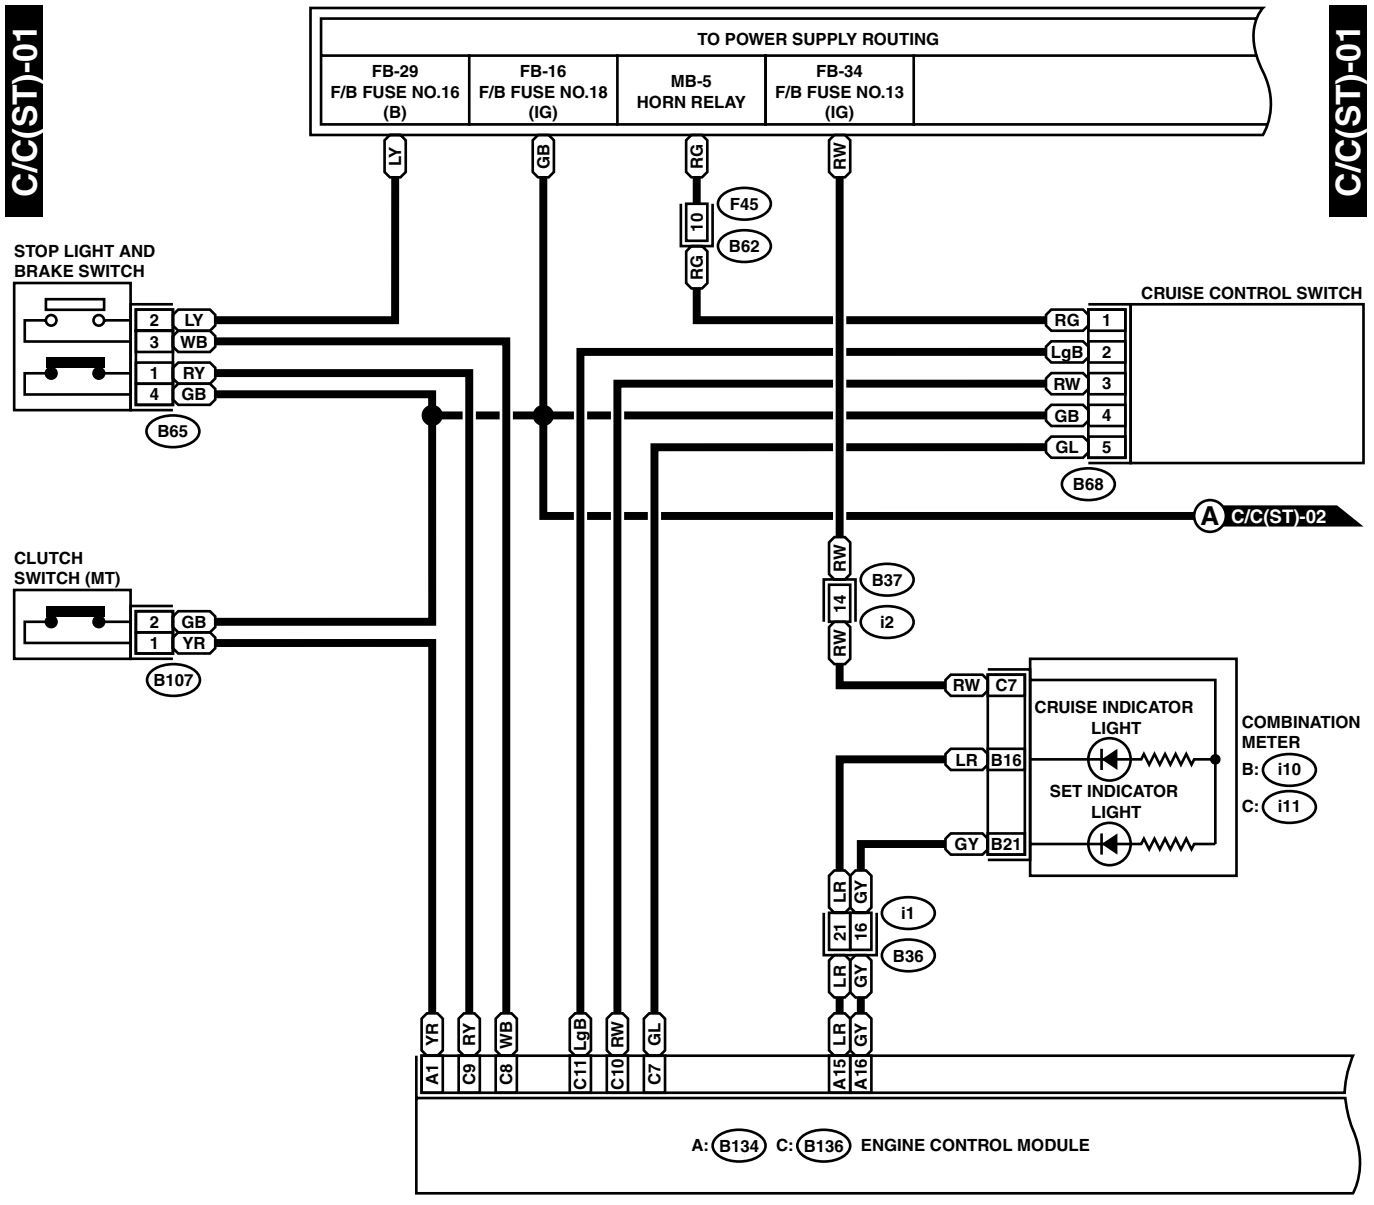 C/C(ST)-01
C/C(ST)-01
TO POWER SUPPLY ROUTING
FB-29
F/B FUSE NO.16
(B)
FB-16
F/B FUSE NO.18
(IG)
MB-5
HORN RELAY
FB-34
F/B FUSE NO.13
(IG)
LY
GB
RG
RW
10
F45
B62
RG
STOP LIGHT AND
BRAKE SWITCH
2 LY
3 WB
1 RY
4 GB
B65
CRUISE CONTROL SWITCH
RG 1
LgB 2
RW 3
GB 4
GL 5
B68
A C/C(ST)-02
CLUTCH
SWITCH (MT)
2 GB
1 YR
B107
RW
14
B37
i2
RW
RW C7
CRUISE INDICATOR
LIGHT
LR B16
SET INDICATOR
LIGHT
GY B21
COMBINATION
METER
B: i10
C: i11
LR GY
21 16
i1
B36
LR GY
YR RY WB LgB RW GL LR GY
A1 C9 C8 C11 C10 C7 A15 A16
A: B134 C: B136 ENGINE CONTROL MODULE